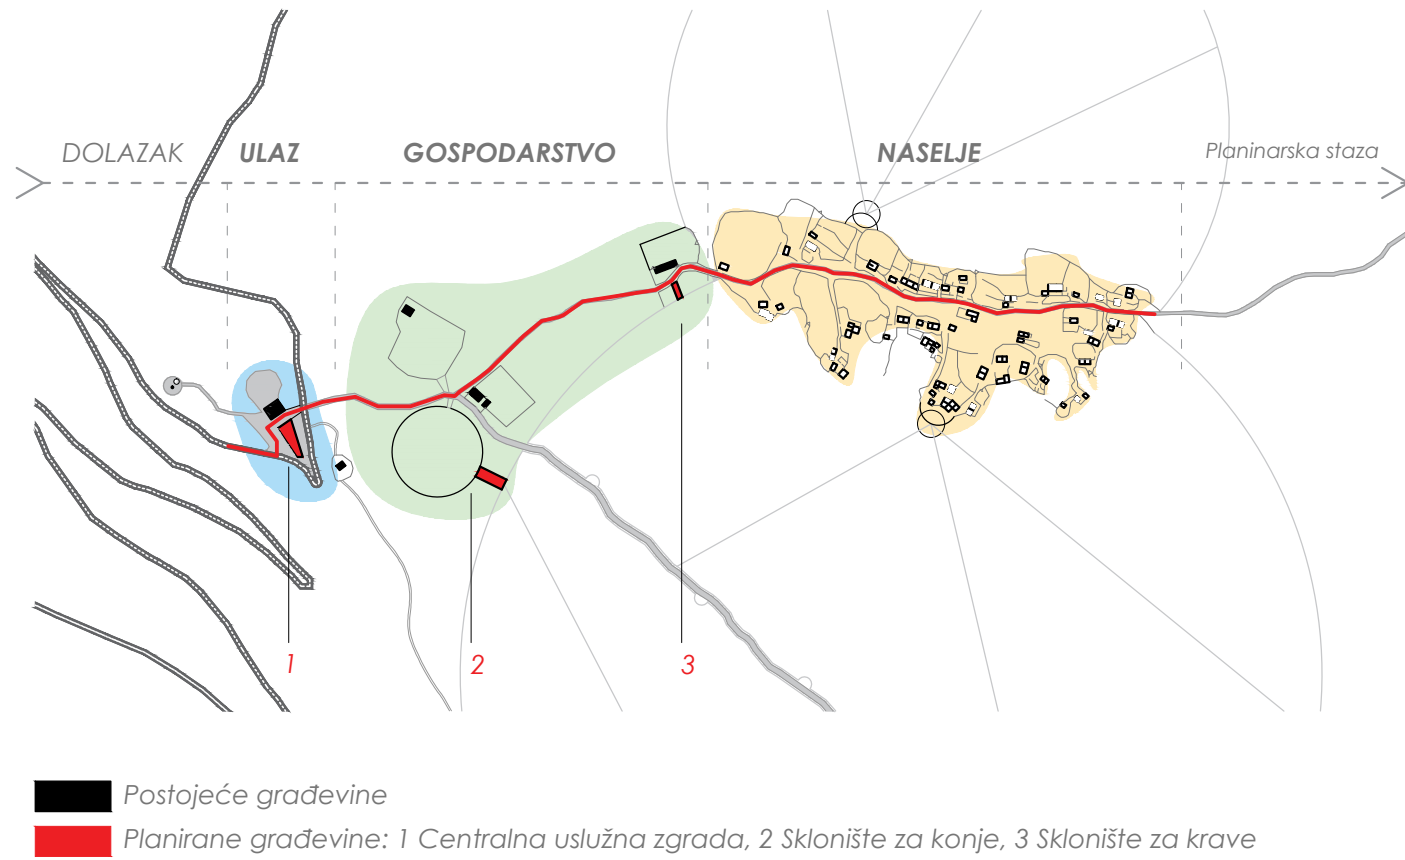 DOLAZAK ULAZ GOSPODARSTVO NASELJE Planinarska staza
1 2 3
Postojeće građevine
Planirane građevine: 1 Centralna uslužna zgrada, 2 Sklonište za konje, 3 Sklonište za krave